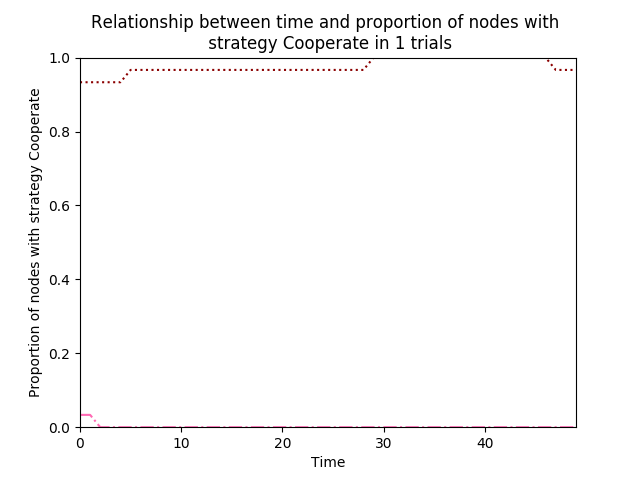 Relationship between time and proportion of nodes with
strategy Cooperate in 1 trials
Proportion of nodes with strategy Cooperate
1.0
0.8
0.6
0.4
0.2
0.0
0 10 20 30 40
Time